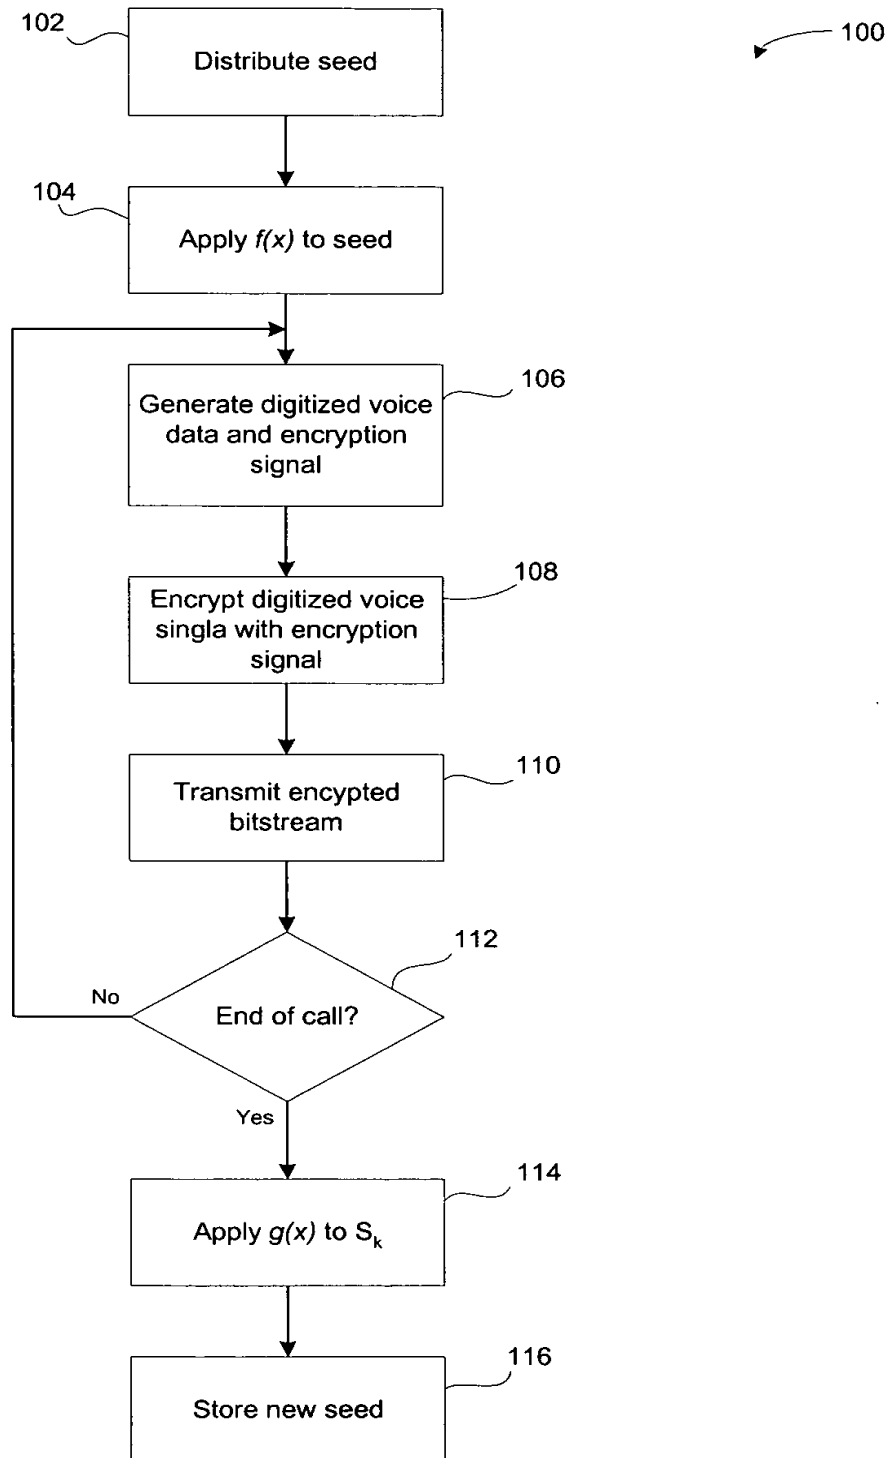 102
100
Distribute seed
104
Apply f(x) to seed
106
Generate digitized voice
data and encryption
signal
108
Encrypt digitized voice
singla with encryption
signal
110
Transmit encypted
bitstream
112
No
End of call?
Yes
114
Apply g(x) to Sk
116
Store new seed